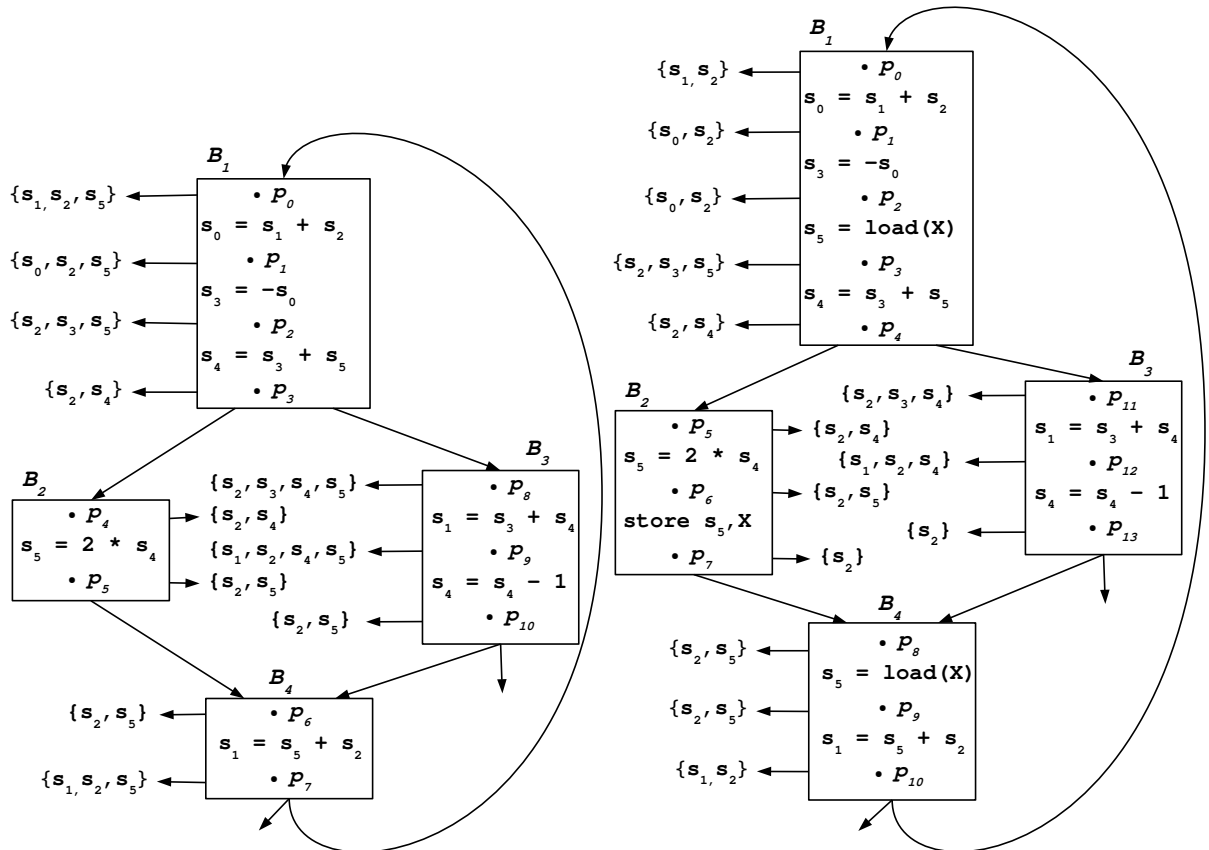 B₁
{s₁, s₂, s₅}
• p₀
s₀ = s₁ + s₂
{s₀,s₂,s₅}
• p₁
s₃ = −s₀
{s₂,s₃,s₅}
• p₂
s₄ = s₃ + s₅
{s₂,s₄}
• p₃
B₂
• p₄
{s₂,s₄}
s₅ = 2 * s₄
• p₅
{s₂,s₅}
B₃
{s₂,s₃,s₄,s₅}
• p₈
s₁ = s₃ + s₄
{s₁,s₂,s₄,s₅}
• p₉
s₄ = s₄ − 1
{s₂,s₅}
• p₁₀
B₄
{s₂,s₅}
• p₆
s₁ = s₅ + s₂
{s₁, s₂,s₅}
• p₇
B₁
{s₁, s₂}
• p₀
s₀ = s₁ + s₂
{s₀,s₂}
• p₁
s₃ = −s₀
{s₀,s₂}
• p₂
s₅ = load(X)
{s₂,s₃,s₅}
• p₃
s₄ = s₃ + s₅
{s₂,s₄}
• p₄
B₂
• p₅
{s₂,s₄}
s₅ = 2 * s₄
• p₆
{s₂,s₅}
store s₅,X
• p₇
{s₂}
B₃
{s₂,s₃,s₄}
• p₁₁
s₁ = s₃ + s₄
{s₁,s₂,s₄}
• p₁₂
s₄ = s₄ − 1
{s₂}
• p₁₃
B₄
{s₂,s₅}
• p₈
s₅ = load(X)
{s₂,s₅}
• p₉
s₁ = s₅ + s₂
{s₁, s₂}
• p₁₀